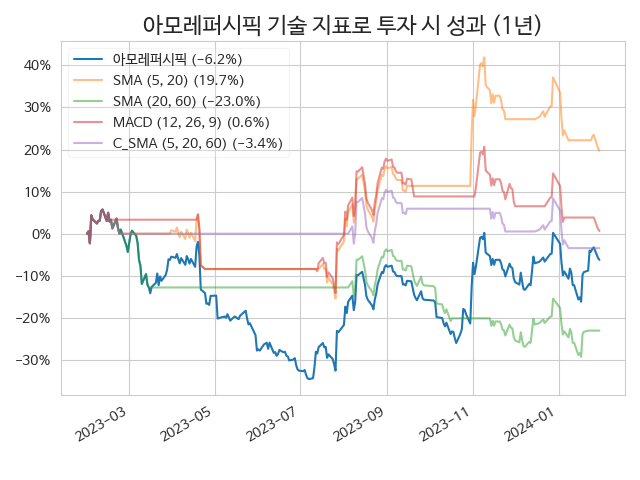 아모레퍼시픽 기술 지표로 투자 시 성과 (1년)
아모레퍼시픽 (−6.2%)
SMA (5, 20) (19.7%)
SMA (20, 60) (−23.0%)
MACD (12, 26, 9) (0.6%)
C_SMA (5, 20, 60) (−3.4%)
40%
30%
20%
10%
0%
−10%
−20%
−30%
2023-03
2023-05
2023-07
2023-09
2023-11
2024-01